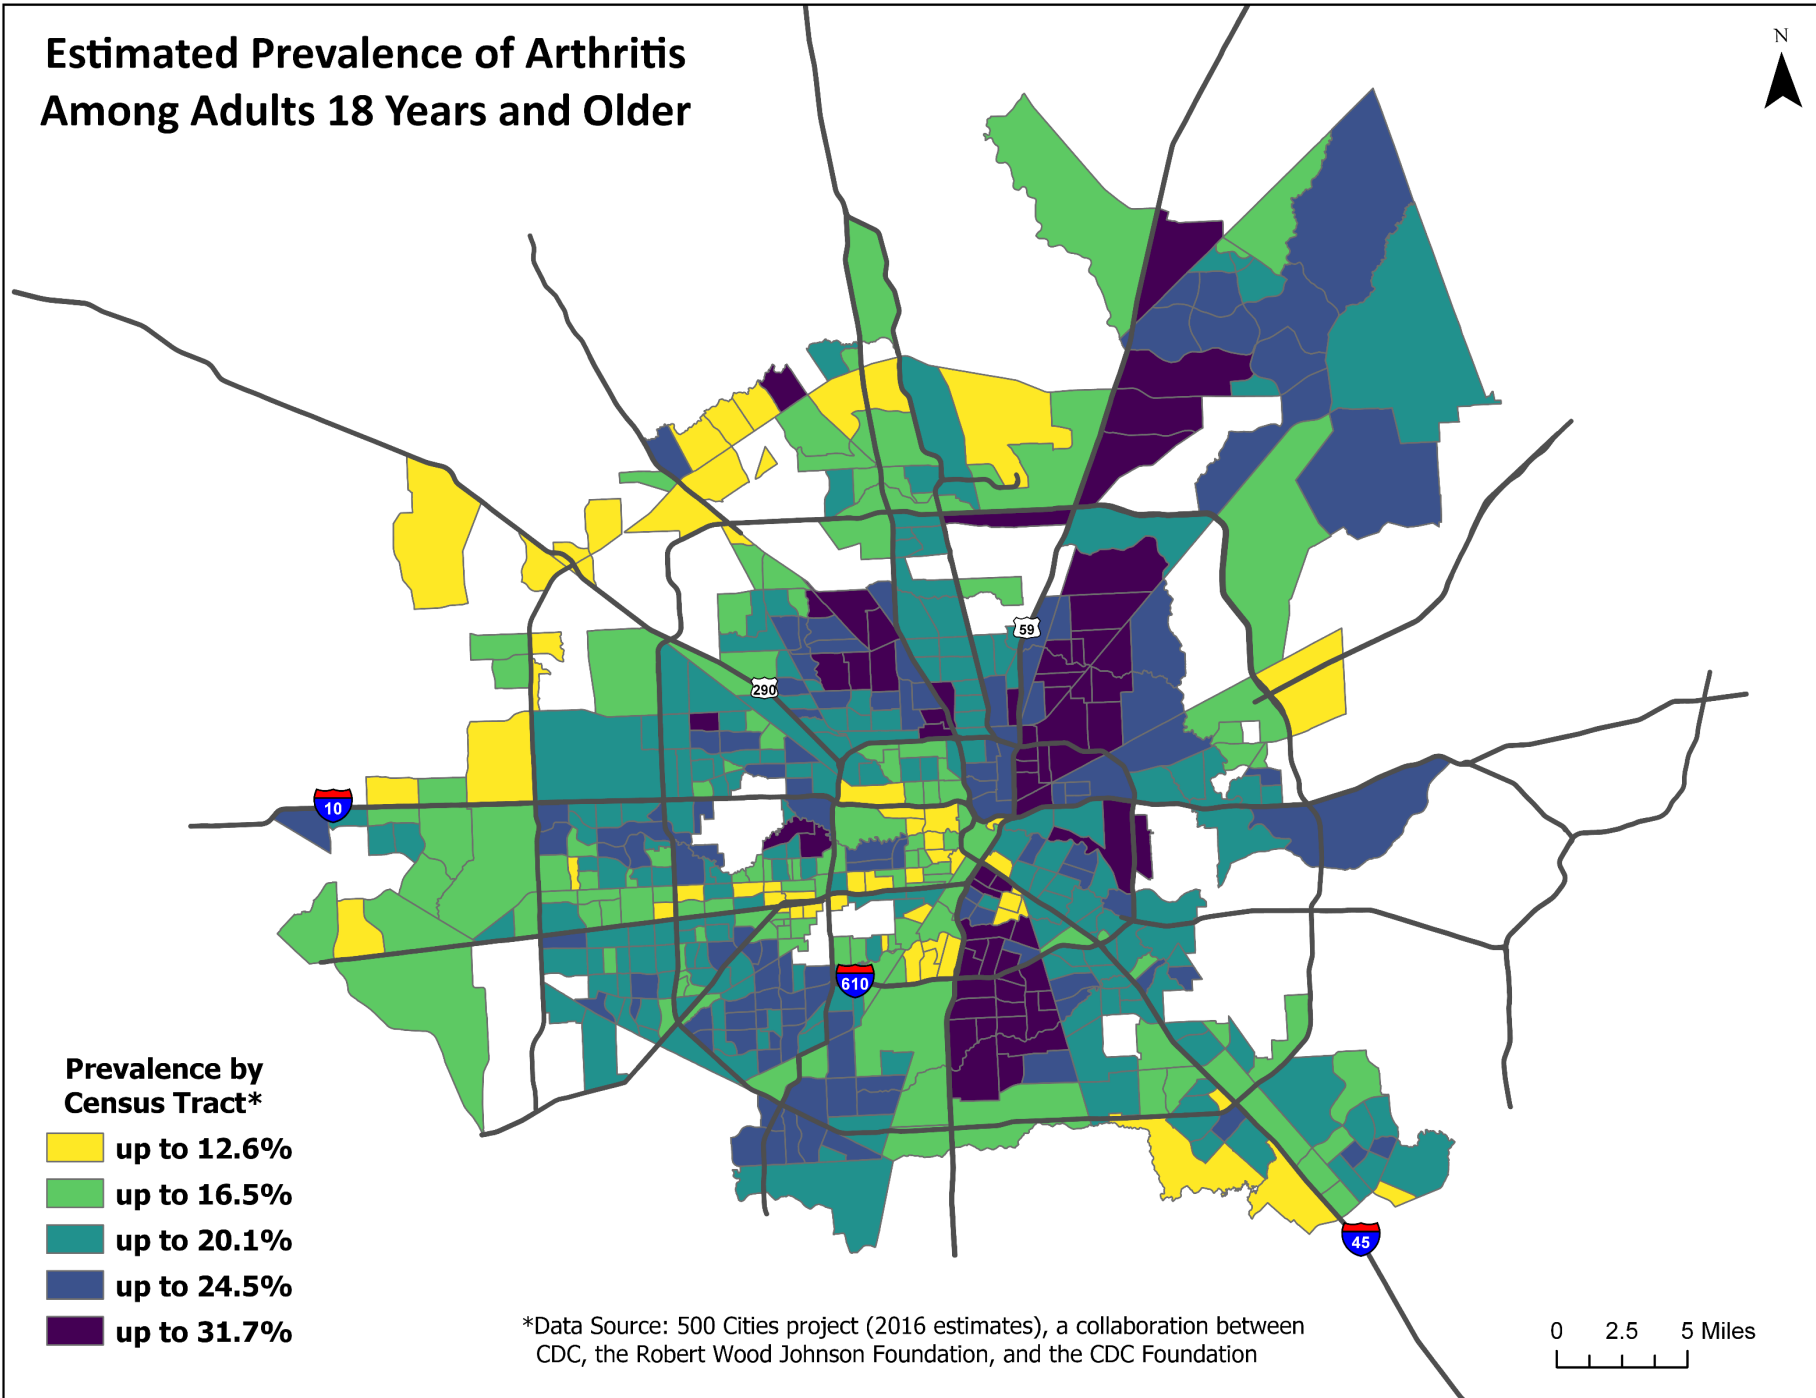 Estimated Prevalence of Arthritis
Among Adults 18 Years and Older
N
59
290
10
610
45
Prevalence by
Census Tract*
up to 12.6%
up to 16.5%
up to 20.1%
up to 24.5%
up to 31.7%
*Data Source: 500 Cities project (2016 estimates), a collaboration between
CDC, the Robert Wood Johnson Foundation, and the CDC Foundation
0 2.5 5 Miles